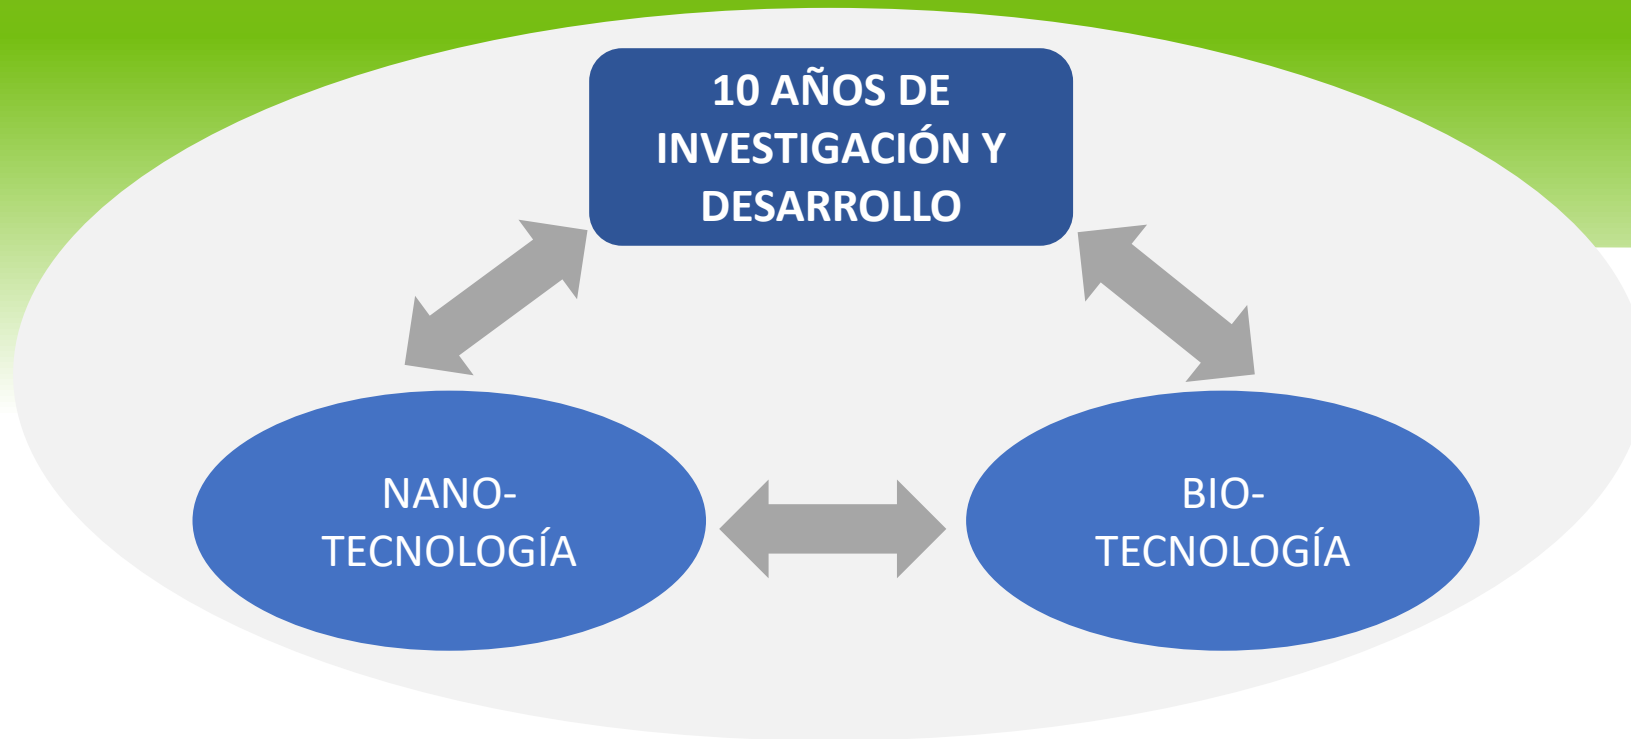 10 AÑOS DE
INVESTIGACIÓN Y
DESARROLLO
NANO-
TECNOLOGÍA
BIO-
TECNOLOGÍA